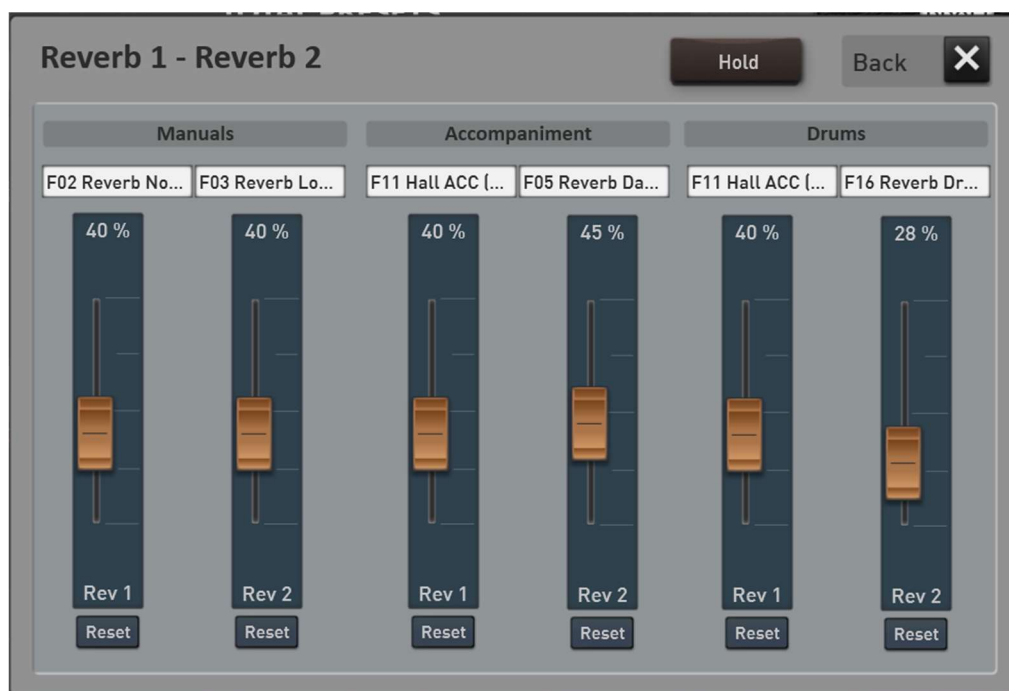 Reverb 1 - Reverb 2
Hold
Back
Manuals
Accompaniment
Drums
F02 Reverb No...
F03 Reverb Lo...
F11 Hall ACC (...
F05 Reverb Da...
F11 Hall ACC (...
F16 Reverb Dr...
40 %
40 %
40 %
45 %
40 %
28 %
Rev 1
Rev 2
Rev 1
Rev 2
Rev 1
Rev 2
Reset
Reset
Reset
Reset
Reset
Reset